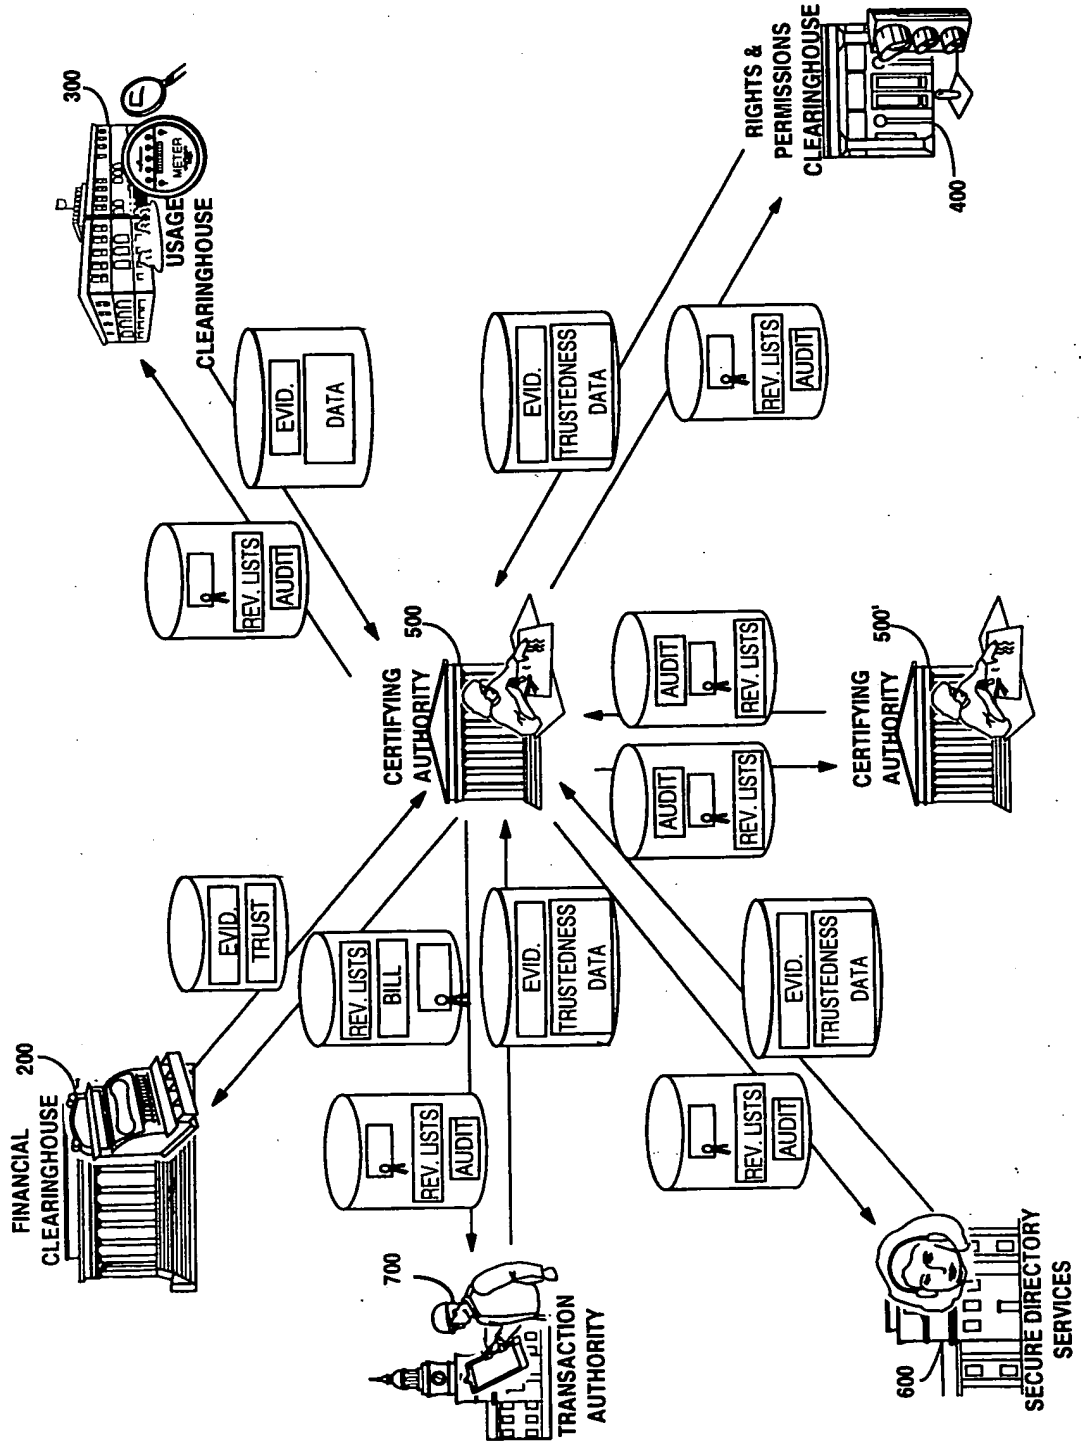 FINANCIAL
CLEARINGHOUSE
200
EVID.
TRUST
REV. LISTS
BILL
REV. LISTS
AUDIT
USAGE
CLEARINGHOUSE
300
METER
EVID.
DATA
700
TRANSACTION
AUTHORITY
REV. LISTS
AUDIT
EVID.
TRUSTEDNESS
DATA
CERTIFYING
AUTHORITY
500
EVID.
TRUSTEDNESS
DATA
RIGHTS &
PERMISSIONS
CLEARINGHOUSE
400
REV. LISTS
AUDIT
600
SECURE DIRECTORY
SERVICES
REV. LISTS
AUDIT
EVID.
TRUSTEDNESS
DATA
AUDIT
REV. LISTS
AUDIT
REV. LISTS
CERTIFYING
AUTHORITY
500'